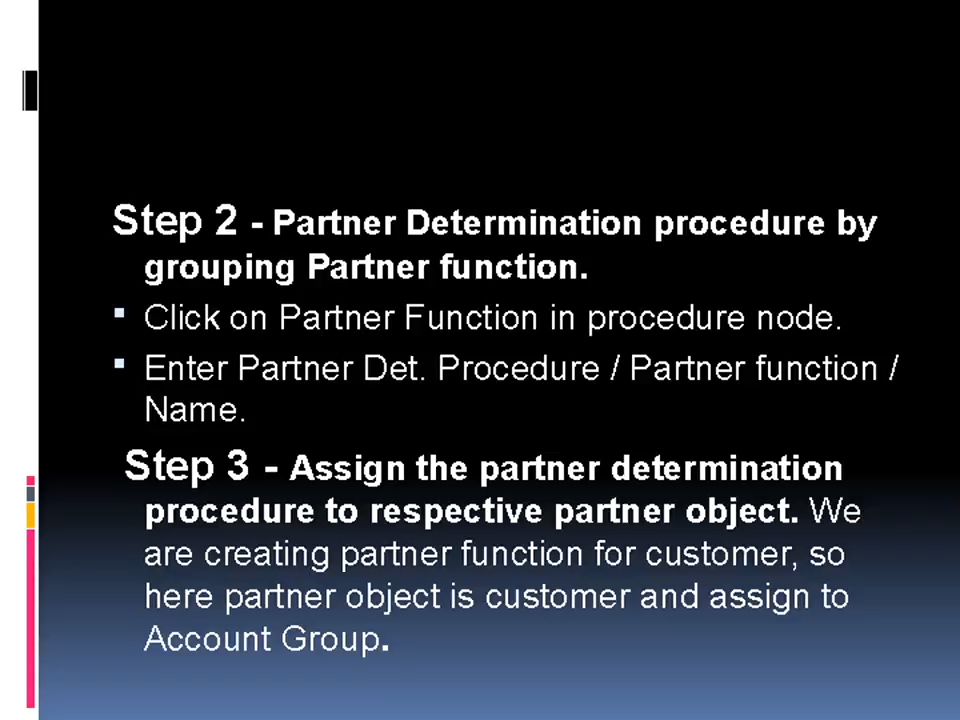 Step 2 - Partner Determination procedure by
grouping Partner function.
Click on Partner Function in procedure node.
Enter Partner Det. Procedure / Partner function /
Name.
Step 3 - Assign the partner determination
procedure to respective partner object. We
are creating partner function for customer, so
here partner object is customer and assign to
Account Group.